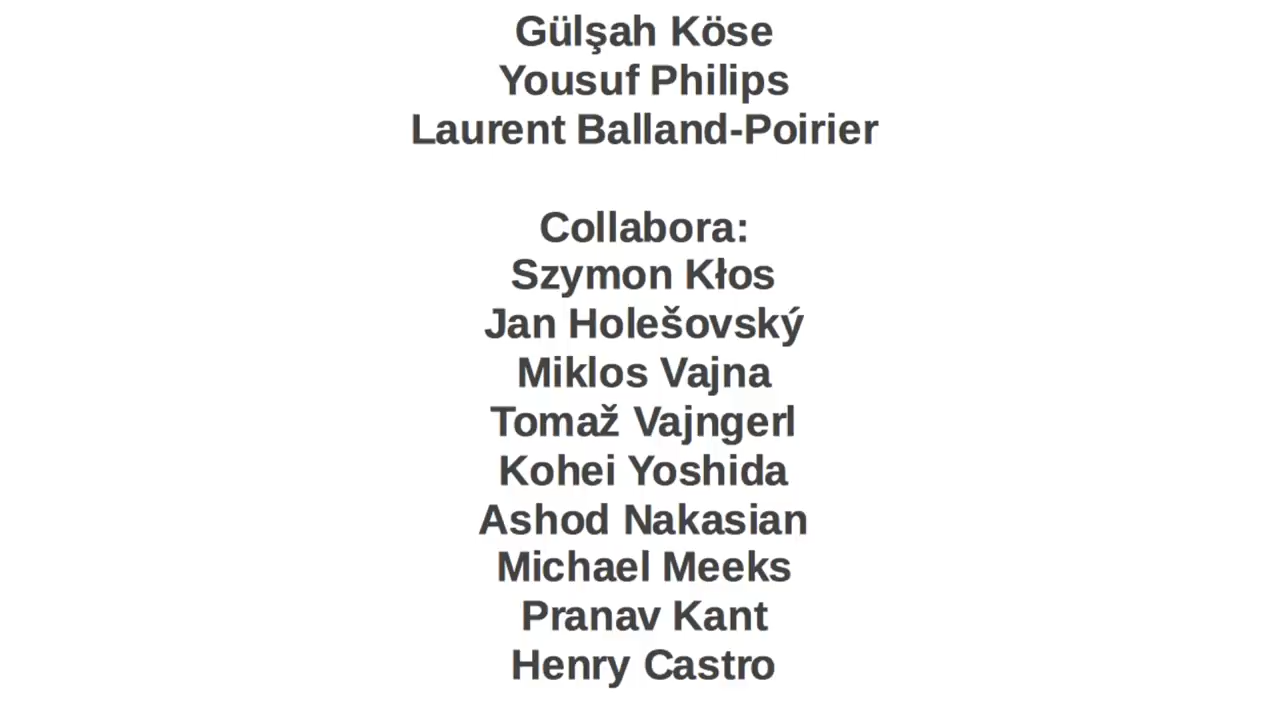 Gülşah Köse
Yousuf Philips
Laurent Balland-Poirier
Collabora:
Szymon Kłos
Jan Holešovský
Miklos Vajna
Tomaž Vajngerl
Kohei Yoshida
Ashod Nakasian
Michael Meeks
Pranav Kant
Henry Castro